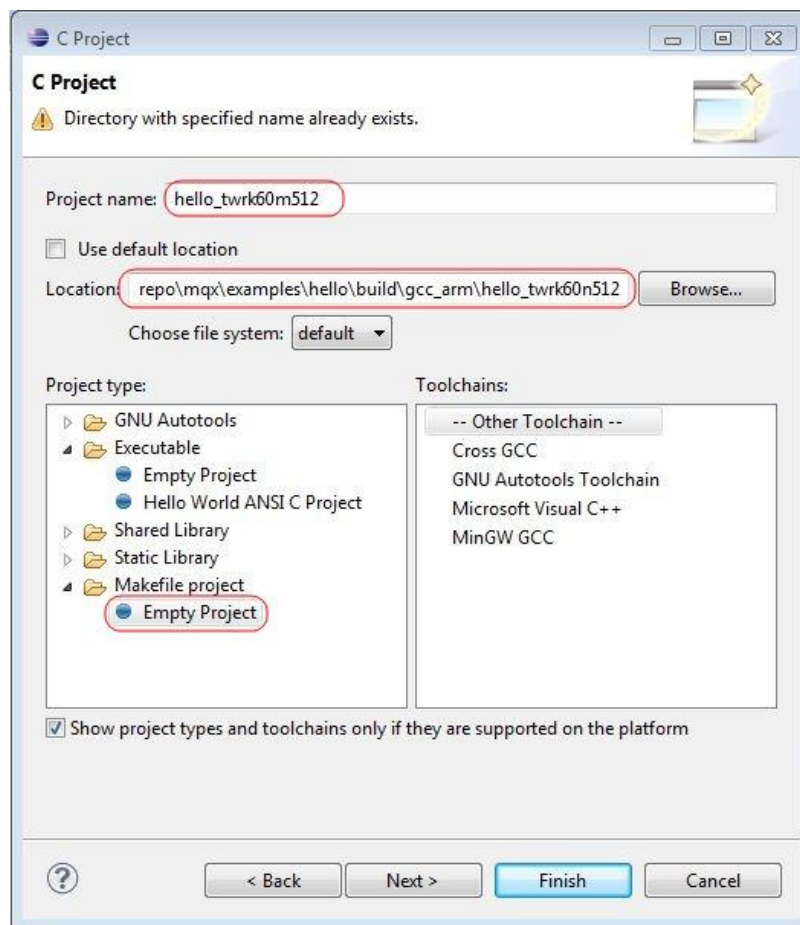 C Project
C Project
Directory with specified name already exists.
Project name: hello_twrk60m512
Use default location
Location: repo\mqx\examples\hello\build\gcc_arm\hello_twrk60n512 Browse...
Choose file system: default
Project type:
GNU Autotools
Executable
Empty Project
Hello World ANSI C Project
Shared Library
Static Library
Makefile project
Empty Project
Toolchains:
-- Other Toolchain --
Cross GCC
GNU Autotools Toolchain
Microsoft Visual C++
MinGW GCC
Show project types and toolchains only if they are supported on the platform
? < Back Next > Finish Cancel